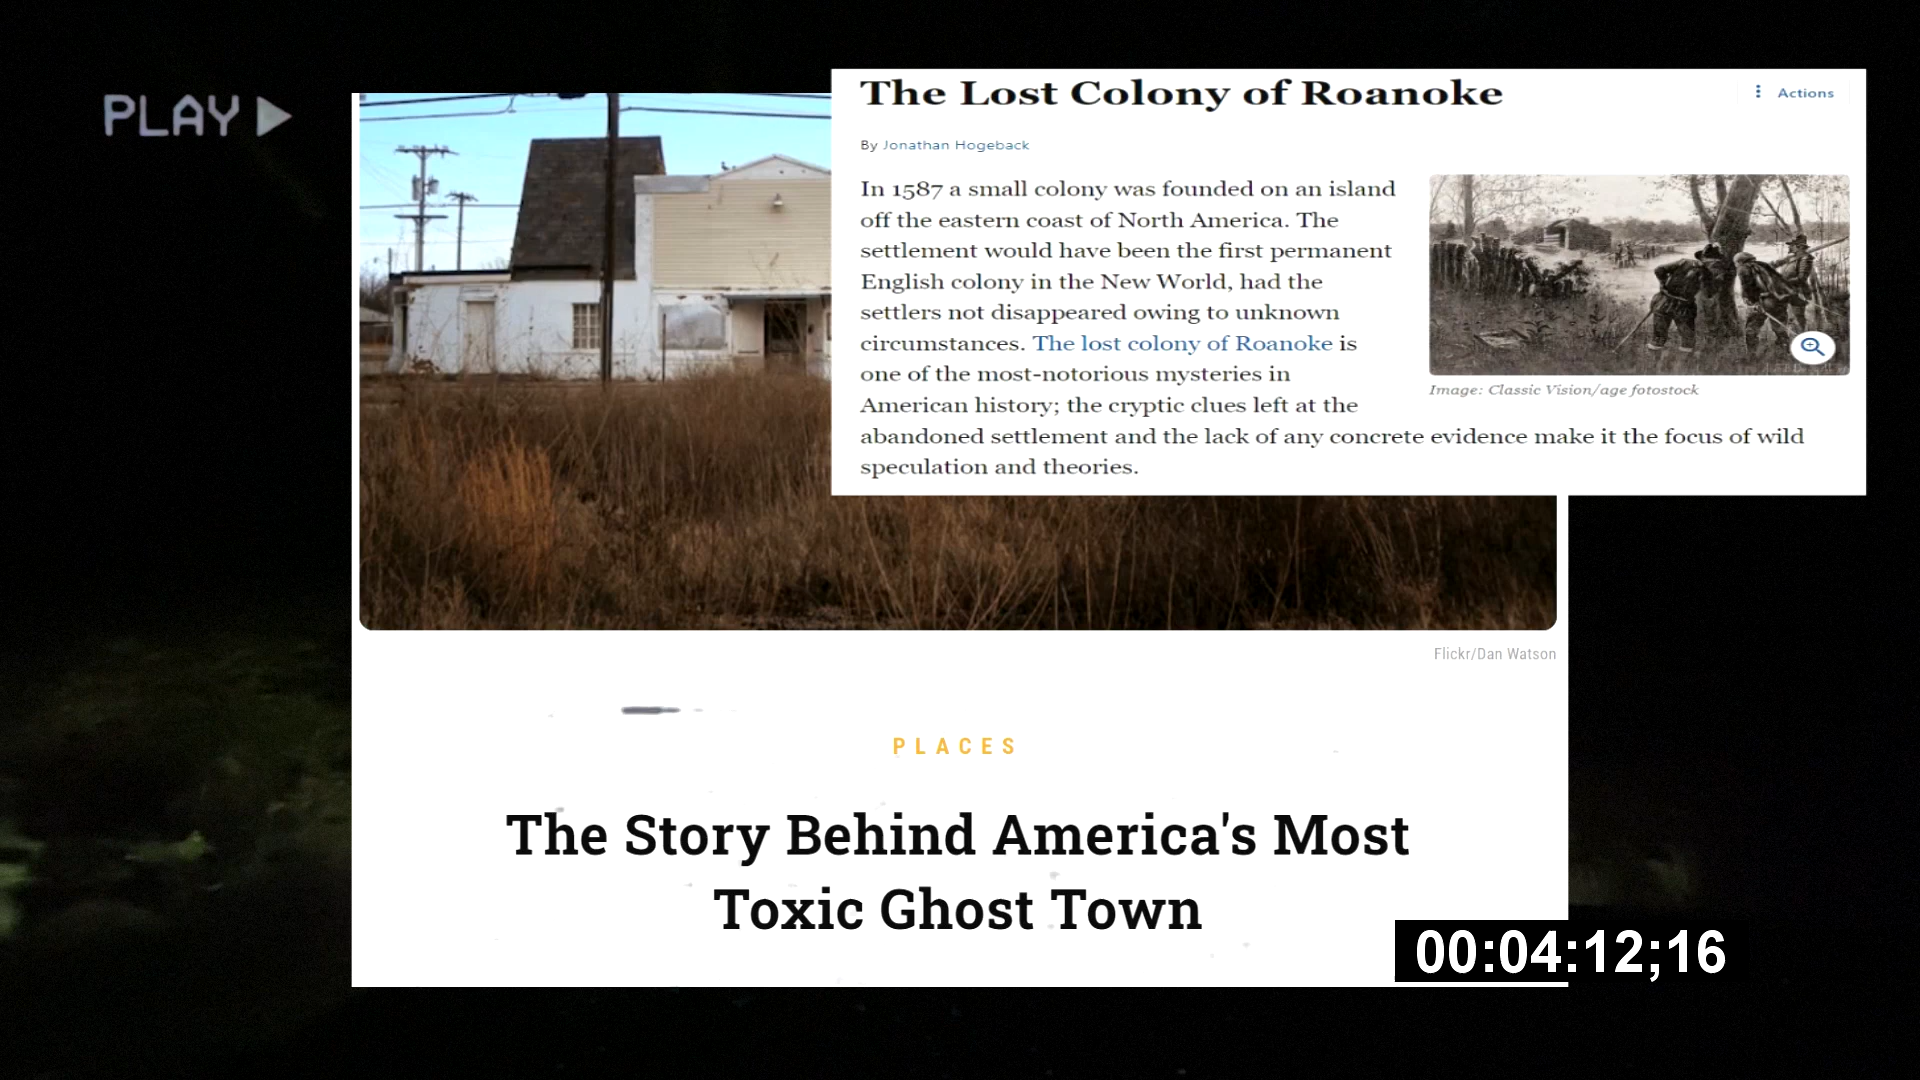 PLAY
The Lost Colony of Roanoke
Actions
By Jonathan Hogeback
In 1587 a small colony was founded on an island
off the eastern coast of North America. The
settlement would have been the first permanent
English colony in the New World, had the
settlers not disappeared owing to unknown
circumstances. The lost colony of Roanoke is
one of the most-notorious mysteries in
American history; the cryptic clues left at the
abandoned settlement and the lack of any concrete evidence make it the focus of wild
speculation and theories.
Image: Classic Vision/age fotostock
Flickr/Dan Watson
PLACES
The Story Behind America's Most
Toxic Ghost Town
00:04:12;16